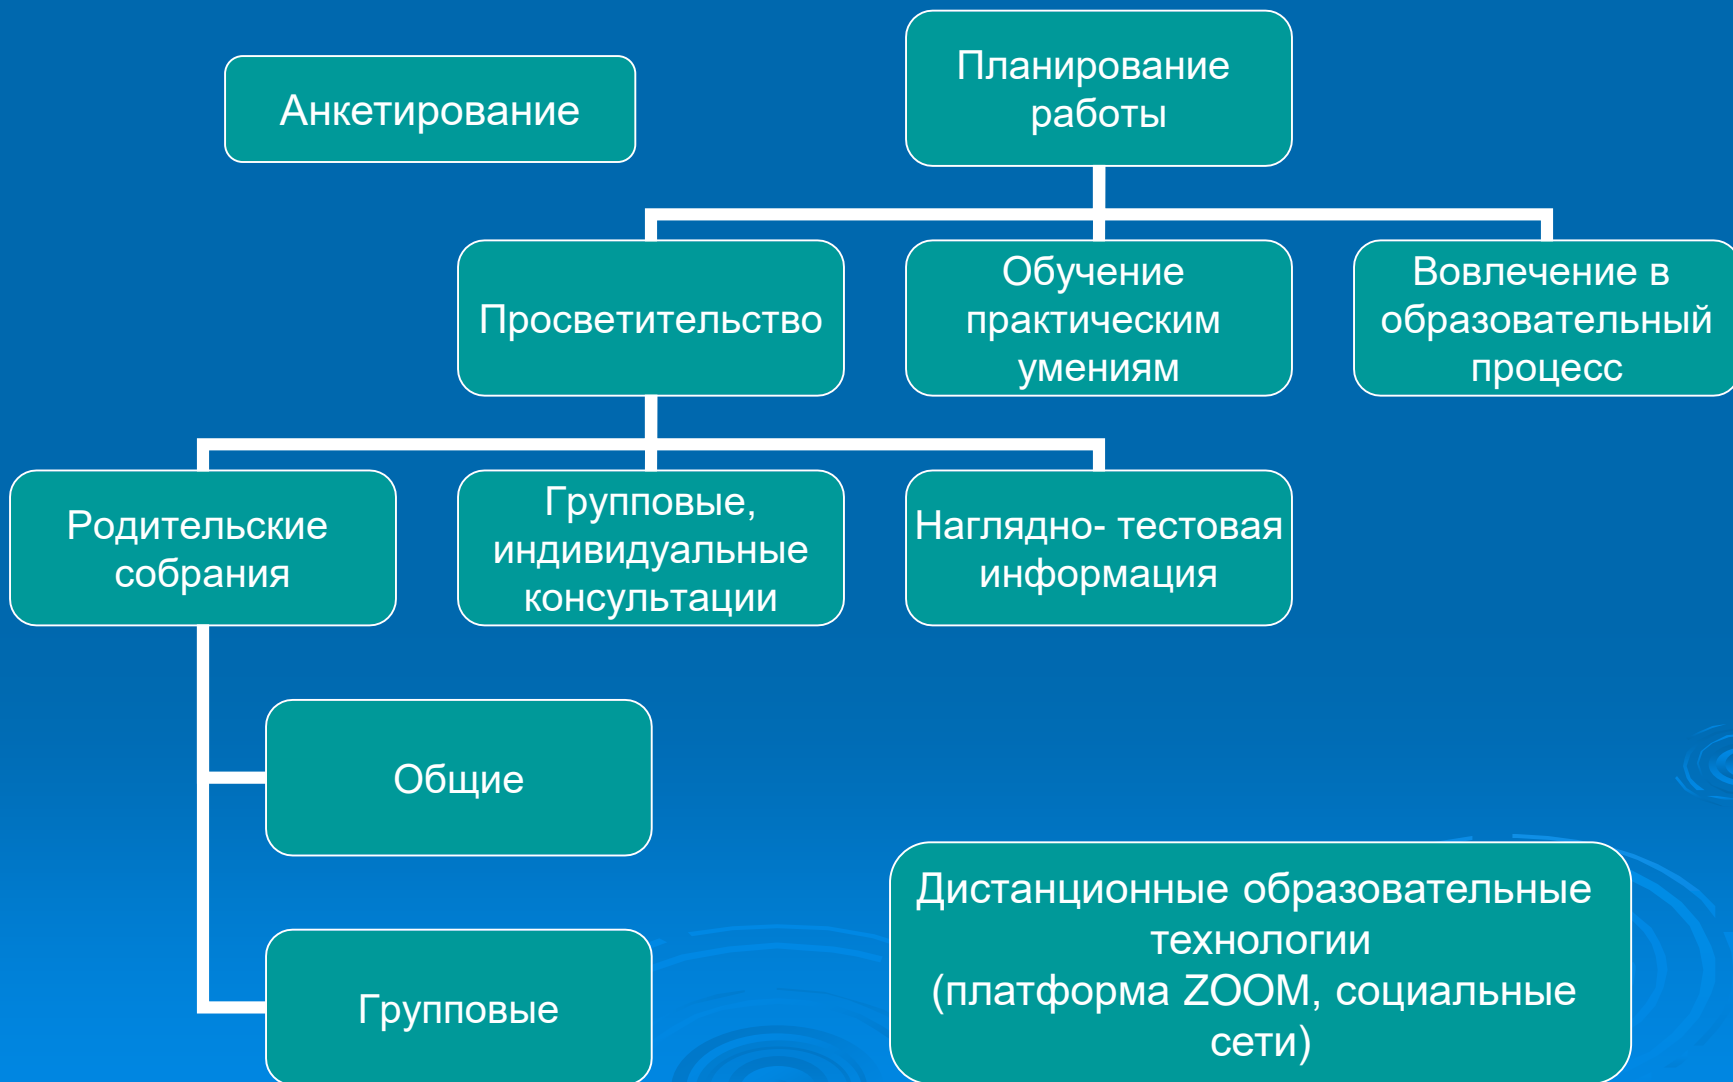 Анкетирование
Планирование
работы
Просветительство
Обучение
практическим
умениям
Вовлечение в
образовательный
процесс
Родительские
собрания
Групповые,
индивидуальные
консультации
Наглядно- тестовая
информация
Общие
Групповые
Дистанционные образовательные
технологии
(платформа ZOOM, социальные
сети)